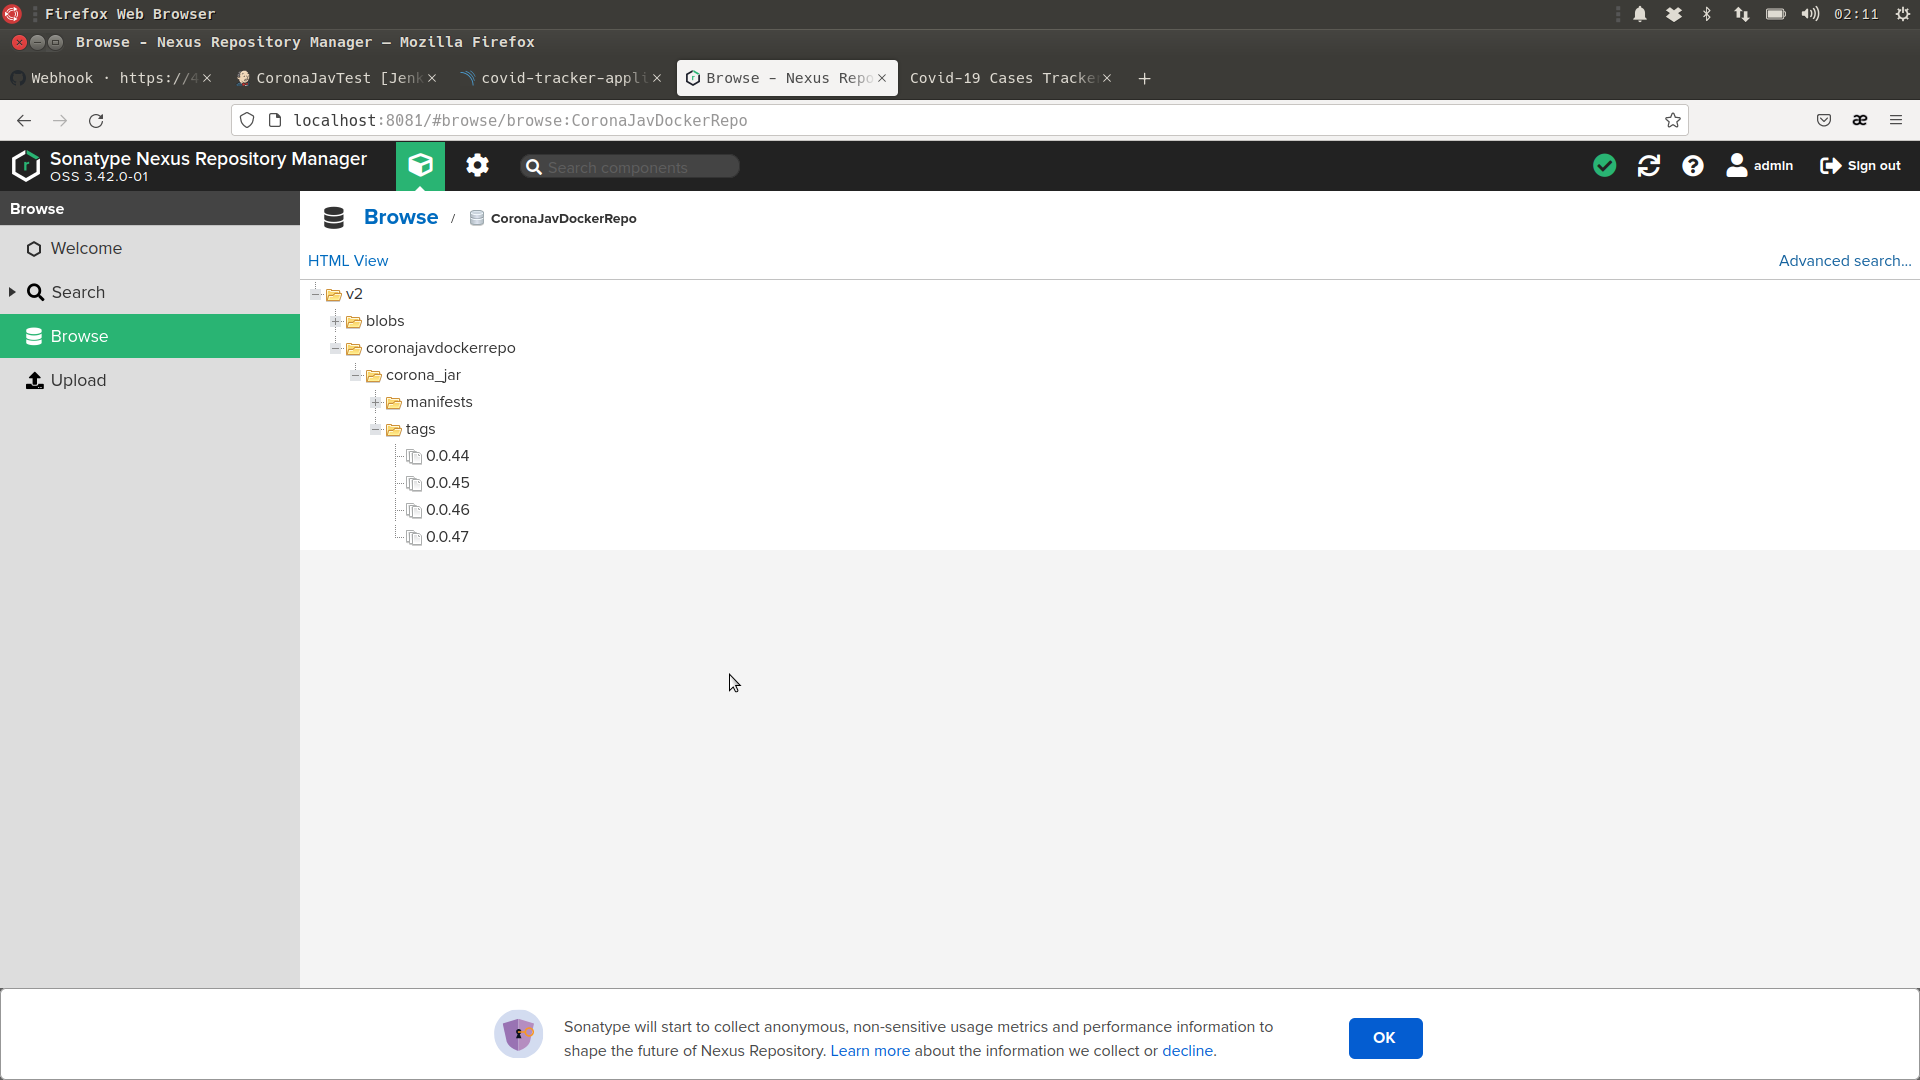 Firefox Web Browser
02:11
Browse - Nexus Repository Manager — Mozilla Firefox
Webhook · https://4
CoronaJavTest [Jenk
covid-tracker-appli
Browse - Nexus Repo
Covid-19 Cases Tracker
localhost:8081/#browse/browse:CoronaJavDockerRepo
Sonatype Nexus Repository Manager
OSS 3.42.0-01
Search components
admin
Sign out
Browse
Welcome
Search
Browse
Upload
Browse / CoronaJavDockerRepo
HTML View
Advanced search...
v2
blobs
coronajavdockerrepo
corona_jar
manifests
tags
0.0.44
0.0.45
0.0.46
0.0.47
Sonatype will start to collect anonymous, non-sensitive usage metrics and performance information to
shape the future of Nexus Repository. Learn more about the information we collect or decline.
OK